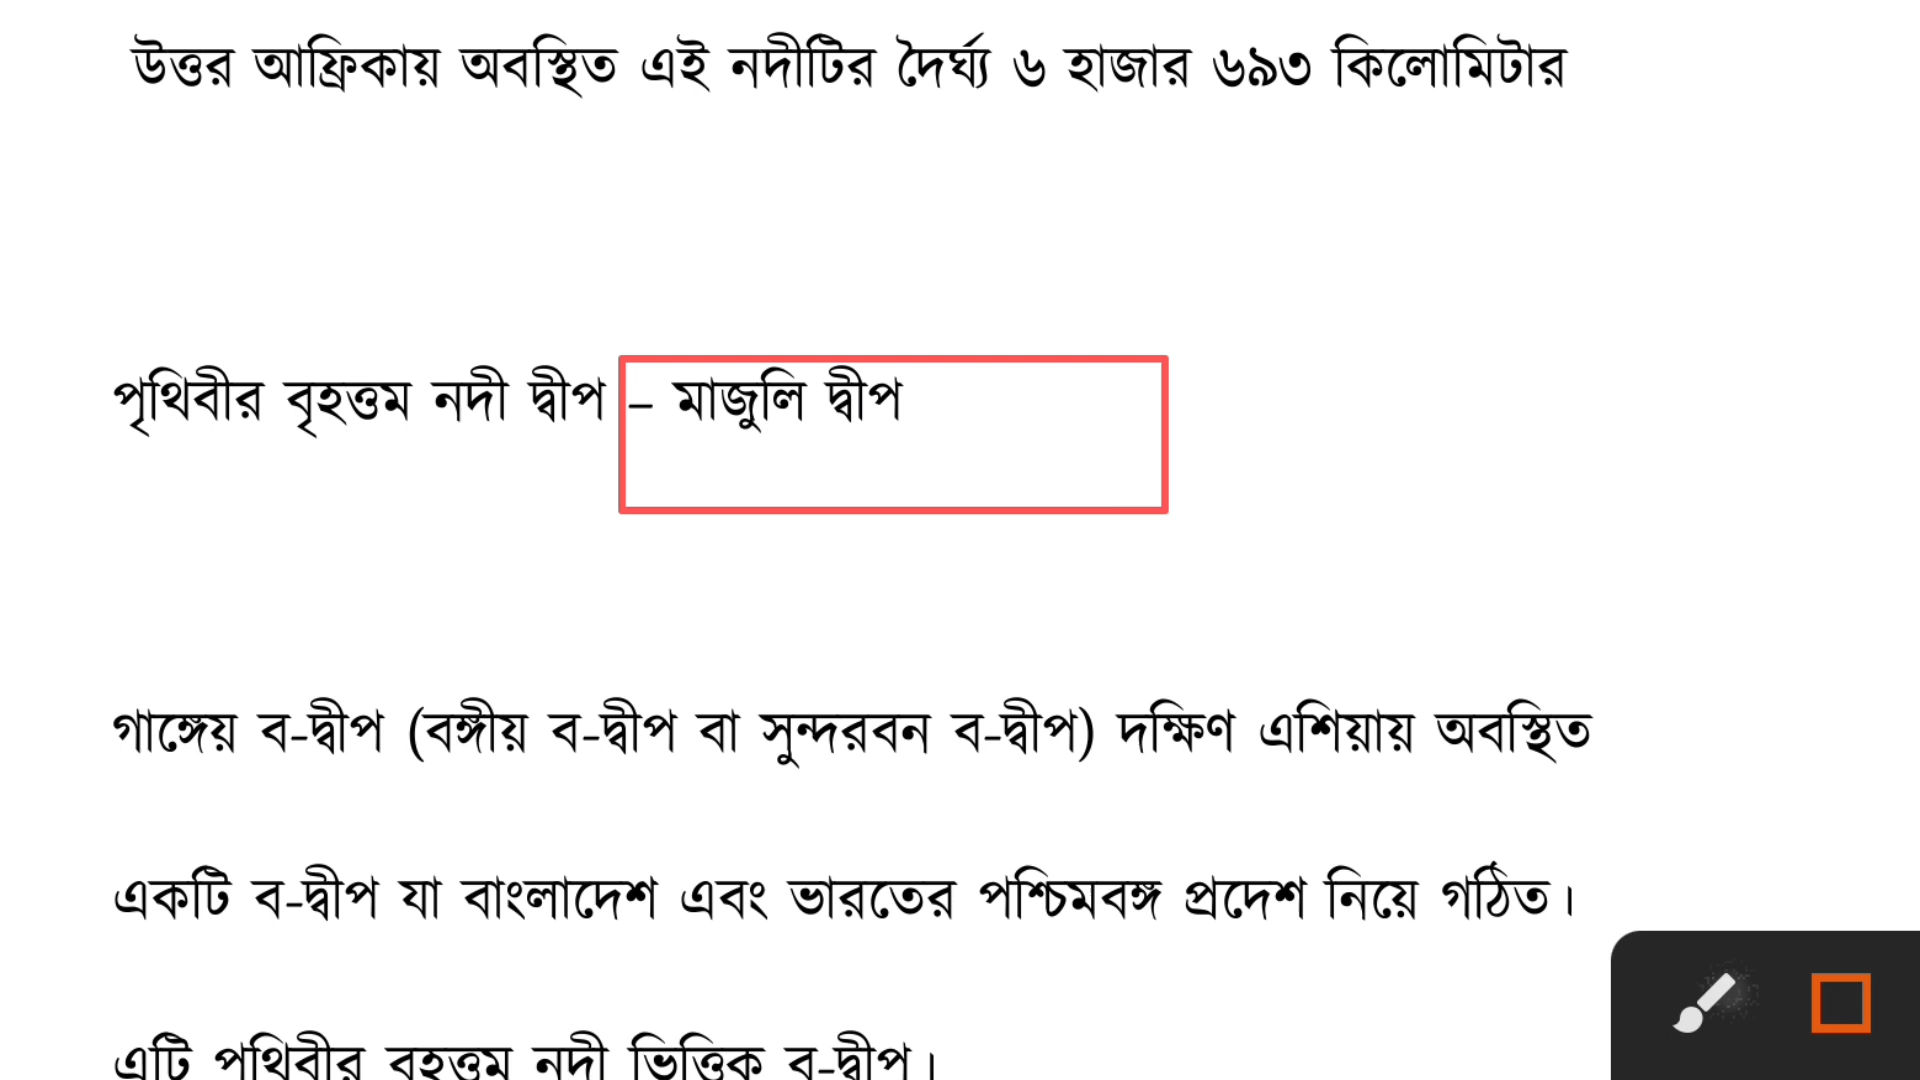 উত্তর আফ্রিকায় অবস্থিত এই নদীটির দৈর্ঘ্য ৬ হাজার ৬৯৩ কিলোমিটার
পৃথিবীর বৃহত্তম নদী দ্বীপ – মাজুলি দ্বীপ
গাঙ্গেয় ব-দ্বীপ (বঙ্গীয় ব-দ্বীপ বা সুন্দরবন ব-দ্বীপ) দক্ষিণ এশিয়ায় অবস্থিত
একটি ব-দ্বীপ যা বাংলাদেশ এবং ভারতের পশ্চিমবঙ্গ প্রদেশ নিয়ে গঠিত।
এটি পৃথিবীর বৃহত্তম নদী ভিত্তিক ব-দ্বীপ।